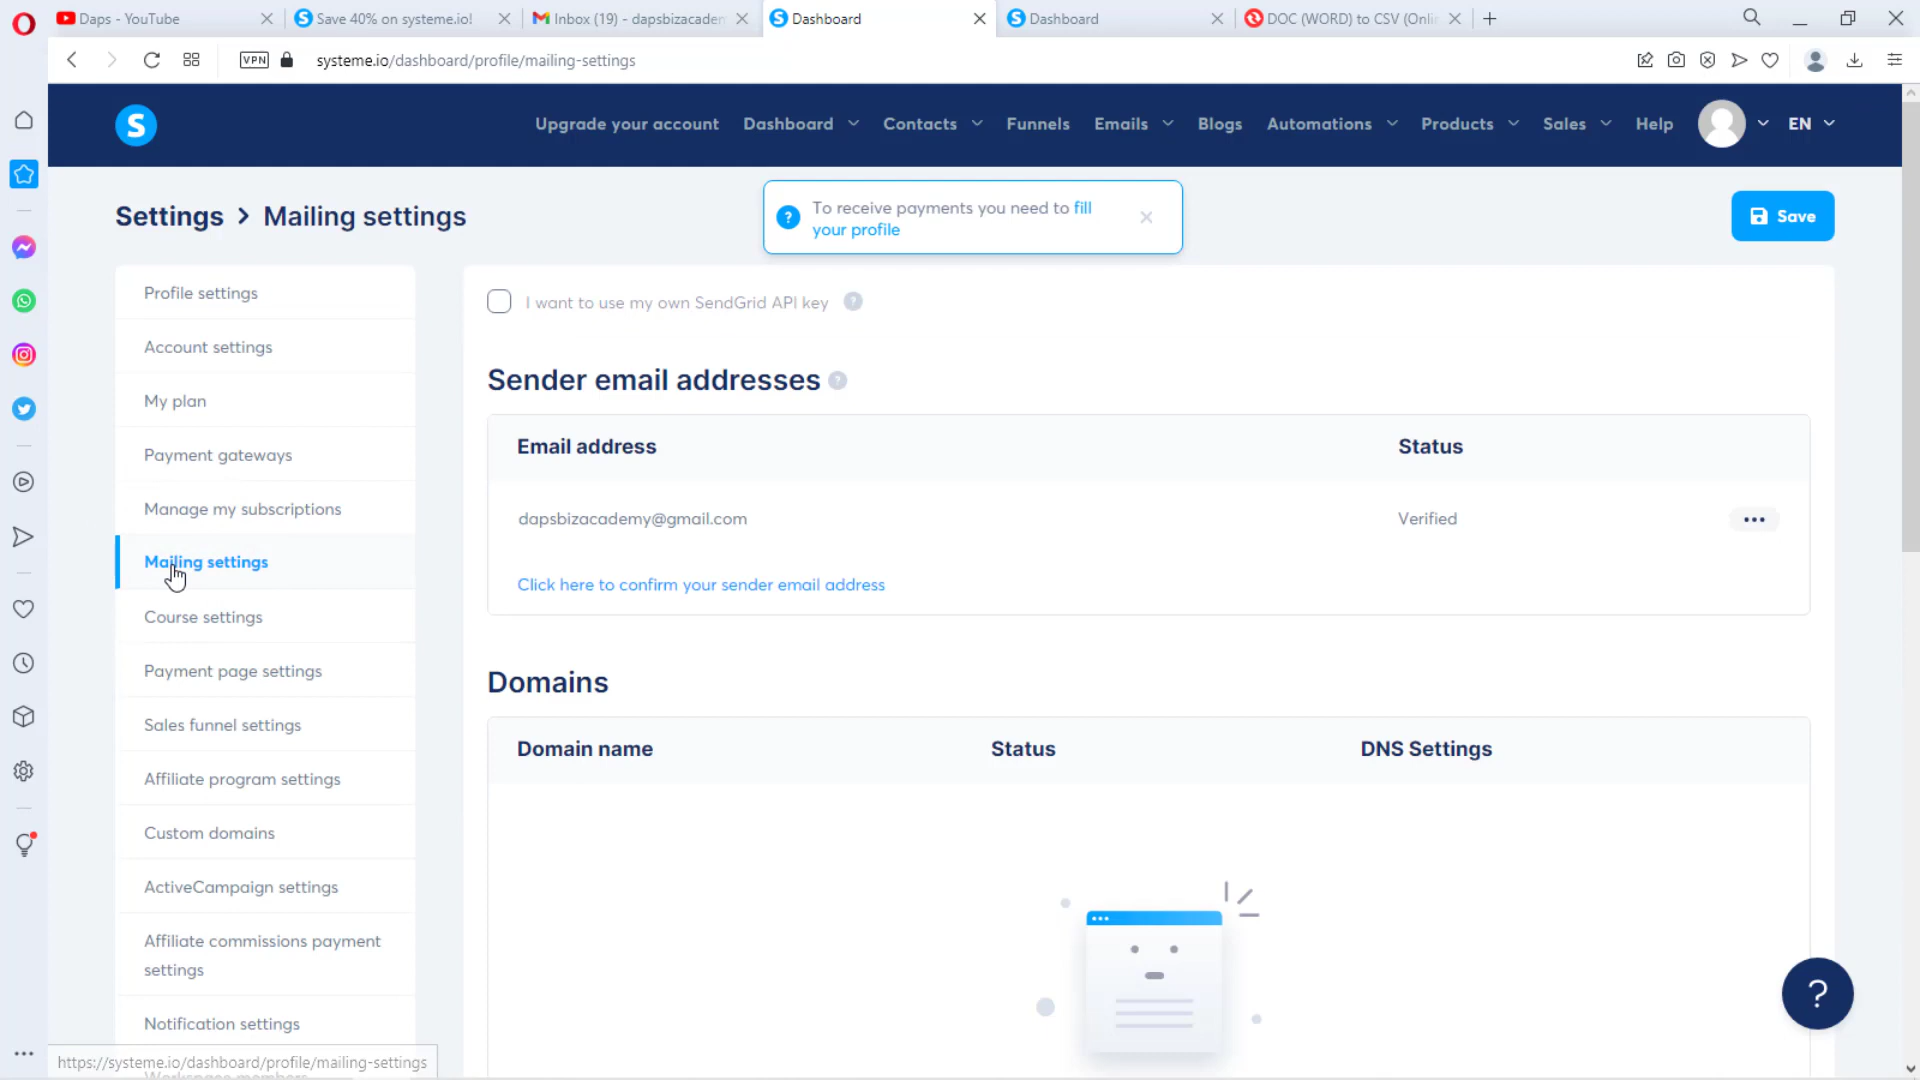 Daps - YouTube
Save 40% on systeme.io!
Inbox (19) - dapsbizacadem
Dashboard
Dashboard
DOC (WORD) to CSV (Onli
VPN
systeme.io/dashboard/profile/mailing-settings
S
Upgrade your account
Dashboard
Contacts
Funnels
Emails
Blogs
Automations
Products
Sales
Help
EN
Settings > Mailing settings
To receive payments you need to fill
your profile
Save
Profile settings
Account settings
My plan
Payment gateways
Manage my subscriptions
Mailing settings
Course settings
Payment page settings
Sales funnel settings
Affiliate program settings
Custom domains
ActiveCampaign settings
Affiliate commissions payment
settings
Notification settings
https://systeme.io/dashboard/profile/mailing-settings
I want to use my own SendGrid API key ?
Sender email addresses ?
Email address
Status
dapsbizacademy@gmail.com
Verified
Click here to confirm your sender email address
Domains
Domain name
Status
DNS Settings
?